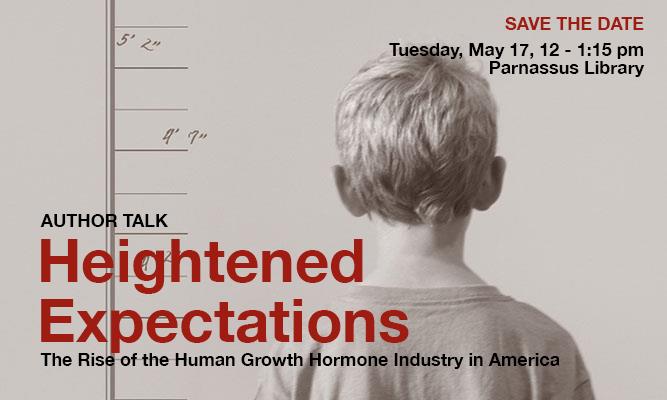 SAVE THE DATE
Tuesday, May 17, 12 - 1:15 pm
Parnassus Library
5' 2"
4' 7"
AUTHOR TALK
Heightened
Expectations
The Rise of the Human Growth Hormone Industry in America